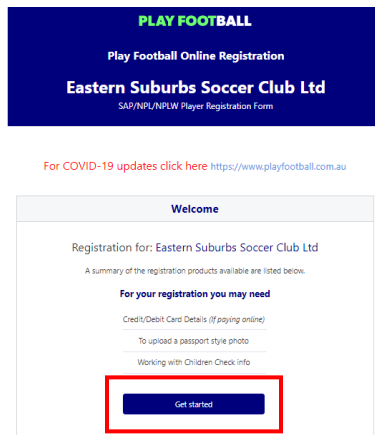 PLAY FOOTBALL
Play Football Online Registration
Eastern Suburbs Soccer Club Ltd
SAP/NPL/NPLW Player Registration Form
For COVID-19 updates click here https://www.playfootball.com.au
Welcome
Registration for: Eastern Suburbs Soccer Club Ltd
A summary of the registration products available are listed below.
For your registration you may need
Credit/Debit Card Details (If paying online)
To upload a passport style photo
Working with Children Check info
Get started